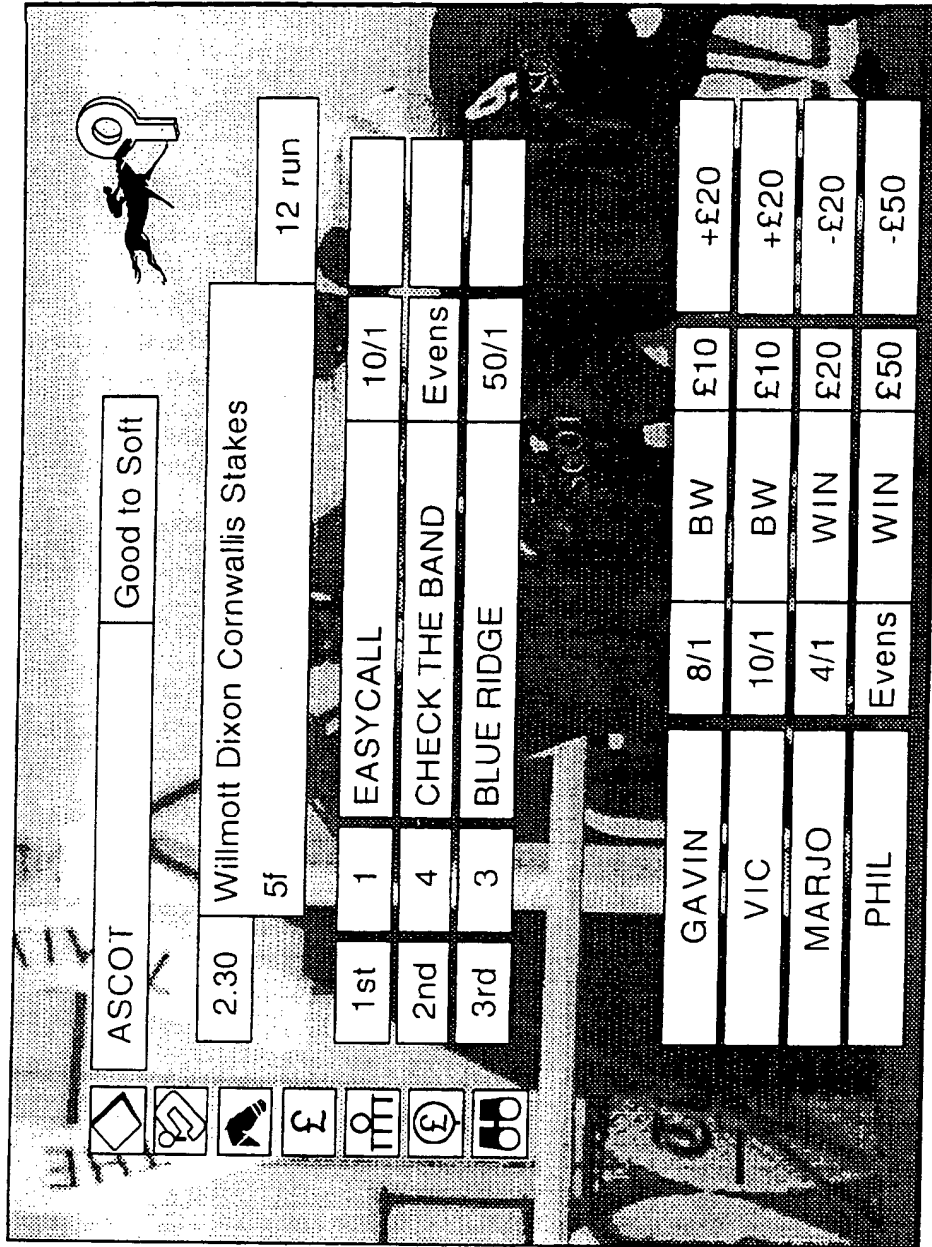 ASCOT Good to Soft
2.30 Willmott Dixon Cornwallis Stakes
5f 12 run
1st 1 EASYCALL 10/1
2nd 4 CHECK THE BAND Evens
3rd 3 BLUE RIDGE 50/1
£
£
GAVIN 8/1 BW £10 +£20
VIC 10/1 BW £10 +£20
MARJO 4/1 WIN £20 -£20
PHIL Evens WIN £50 -£50
THE